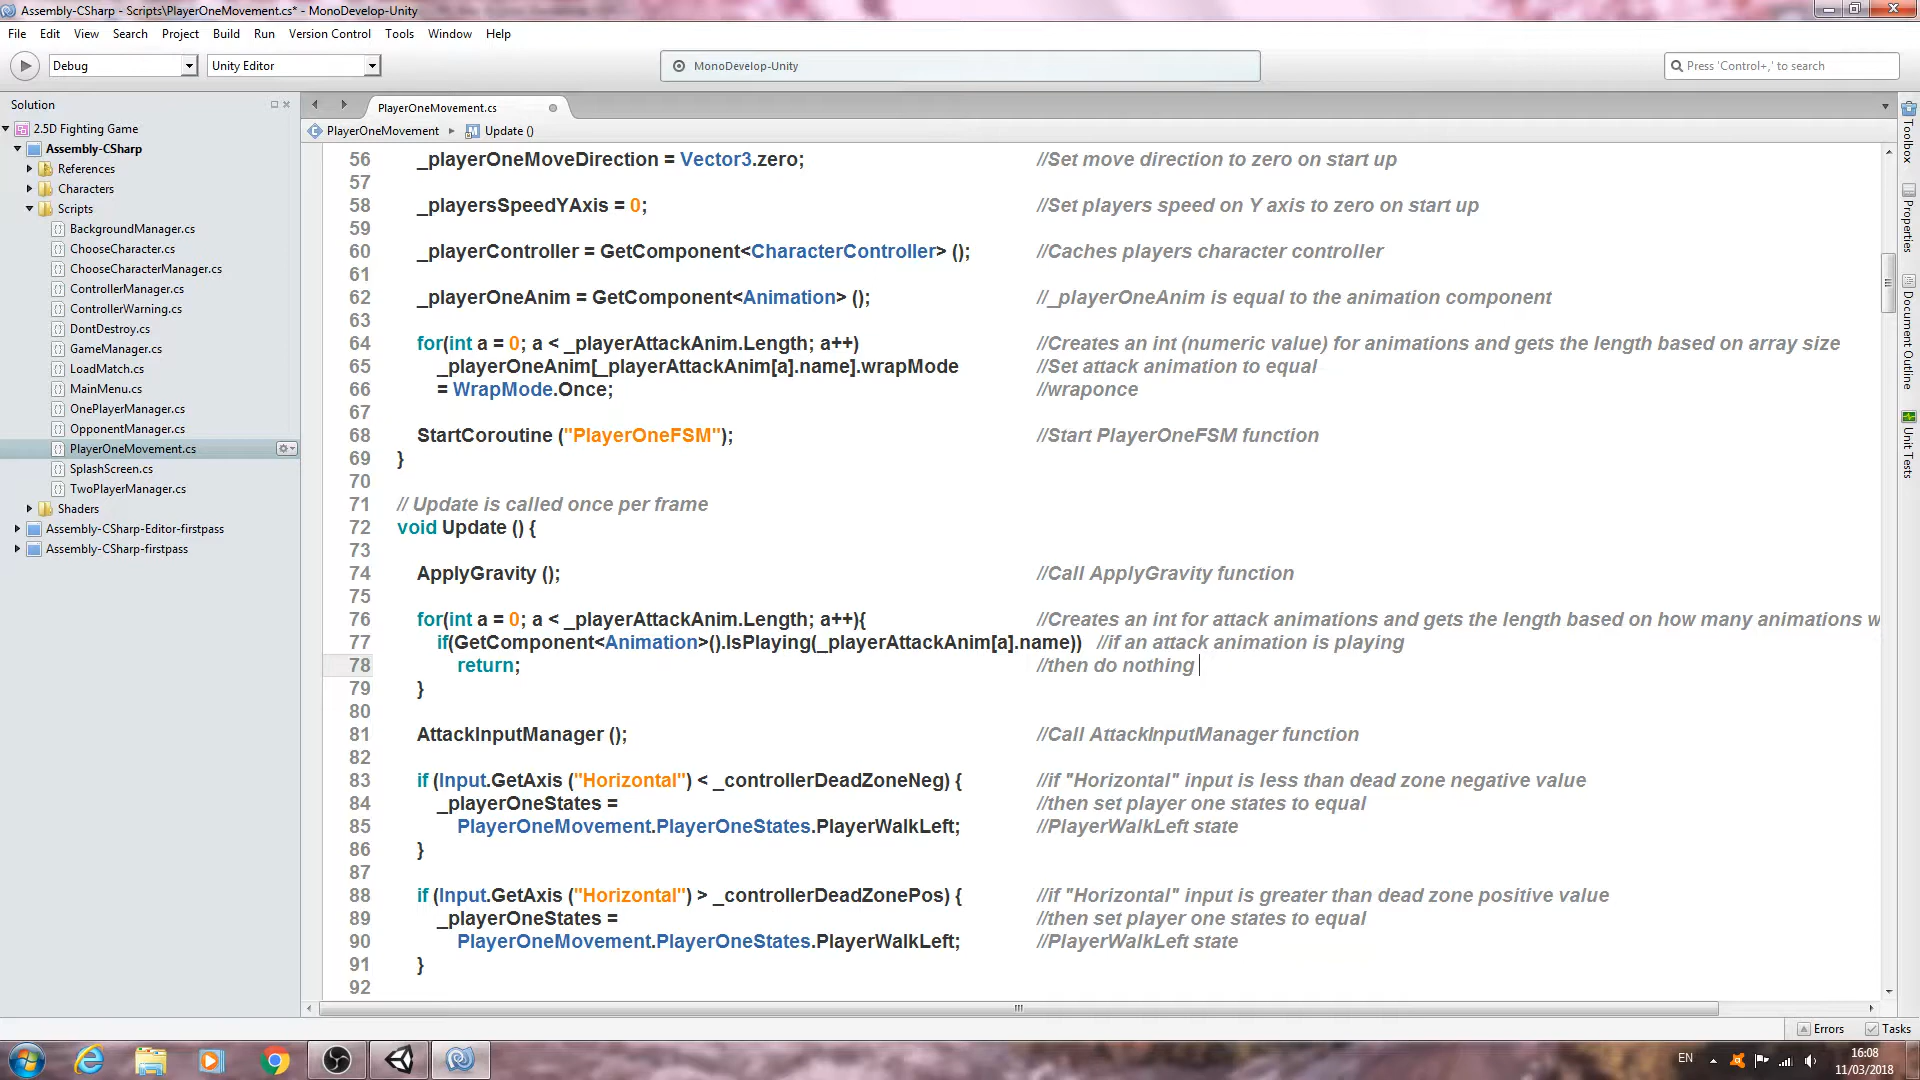 Assembly-CSharp - Scripts\PlayerOneMovement.cs* - MonoDevelop-Unity
File Edit View Search Project Build Run Version Control Tools Window Help
Debug Unity Editor MonoDevelop-Unity Press 'Control+,' to search
Solution
2.5D Fighting Game
Assembly-CSharp
References
Characters
Scripts
BackgroundManager.cs
ChooseCharacter.cs
ChooseCharacterManager.cs
ControllerManager.cs
ControllerWarning.cs
DontDestroy.cs
GameManager.cs
LoadMatch.cs
MainMenu.cs
OnePlayerManager.cs
OpponentManager.cs
PlayerOneMovement.cs
SplashScreen.cs
TwoPlayerManager.cs
Shaders
Assembly-CSharp-Editor-firstpass
Assembly-CSharp-firstpass
PlayerOneMovement.cs
PlayerOneMovement Update ()
56 _playerOneMoveDirection = Vector3.zero; //Set move direction to zero on start up
57
58 _playersSpeedYAxis = 0; //Set players speed on Y axis to zero on start up
59
60 _playerController = GetComponent<CharacterController> (); //Caches players character controller
61
62 _playerOneAnim = GetComponent<Animation> (); //_playerOneAnim is equal to the animation component
63
64 for(int a = 0; a < _playerAttackAnim.Length; a++) //Creates an int (numeric value) for animations and gets the length based on array size
65 _playerOneAnim[_playerAttackAnim[a].name].wrapMode //Set attack animation to equal
66 = WrapMode.Once; //wraponce
67
68 StartCoroutine ("PlayerOneFSM"); //Start PlayerOneFSM function
69 }
70
71 // Update is called once per frame
72 void Update () {
73
74 ApplyGravity (); //Call ApplyGravity function
75
76 for(int a = 0; a < _playerAttackAnim.Length; a++){ //Creates an int for attack animations and gets the length based on how many animations w
77 if(GetComponent<Animation>().IsPlaying(_playerAttackAnim[a].name)) //if an attack animation is playing
78 return; //then do nothing
79 }
80
81 AttackInputManager (); //Call AttackInputManager function
82
83 if (Input.GetAxis ("Horizontal") < _controllerDeadZoneNeg) { //if "Horizontal" input is less than dead zone negative value
84 _playerOneStates = //then set player one states to equal
85 PlayerOneMovement.PlayerOneStates.PlayerWalkLeft; //PlayerWalkLeft state
86 }
87
88 if (Input.GetAxis ("Horizontal") > _controllerDeadZonePos) { //if "Horizontal" input is greater than dead zone positive value
89 _playerOneStates = //then set player one states to equal
90 PlayerOneMovement.PlayerOneStates.PlayerWalkLeft; //PlayerWalkLeft state
91 }
92
Toolbox
Properties
Document Outline
Unit Tests
Errors Tasks
EN 16:08
11/03/2018